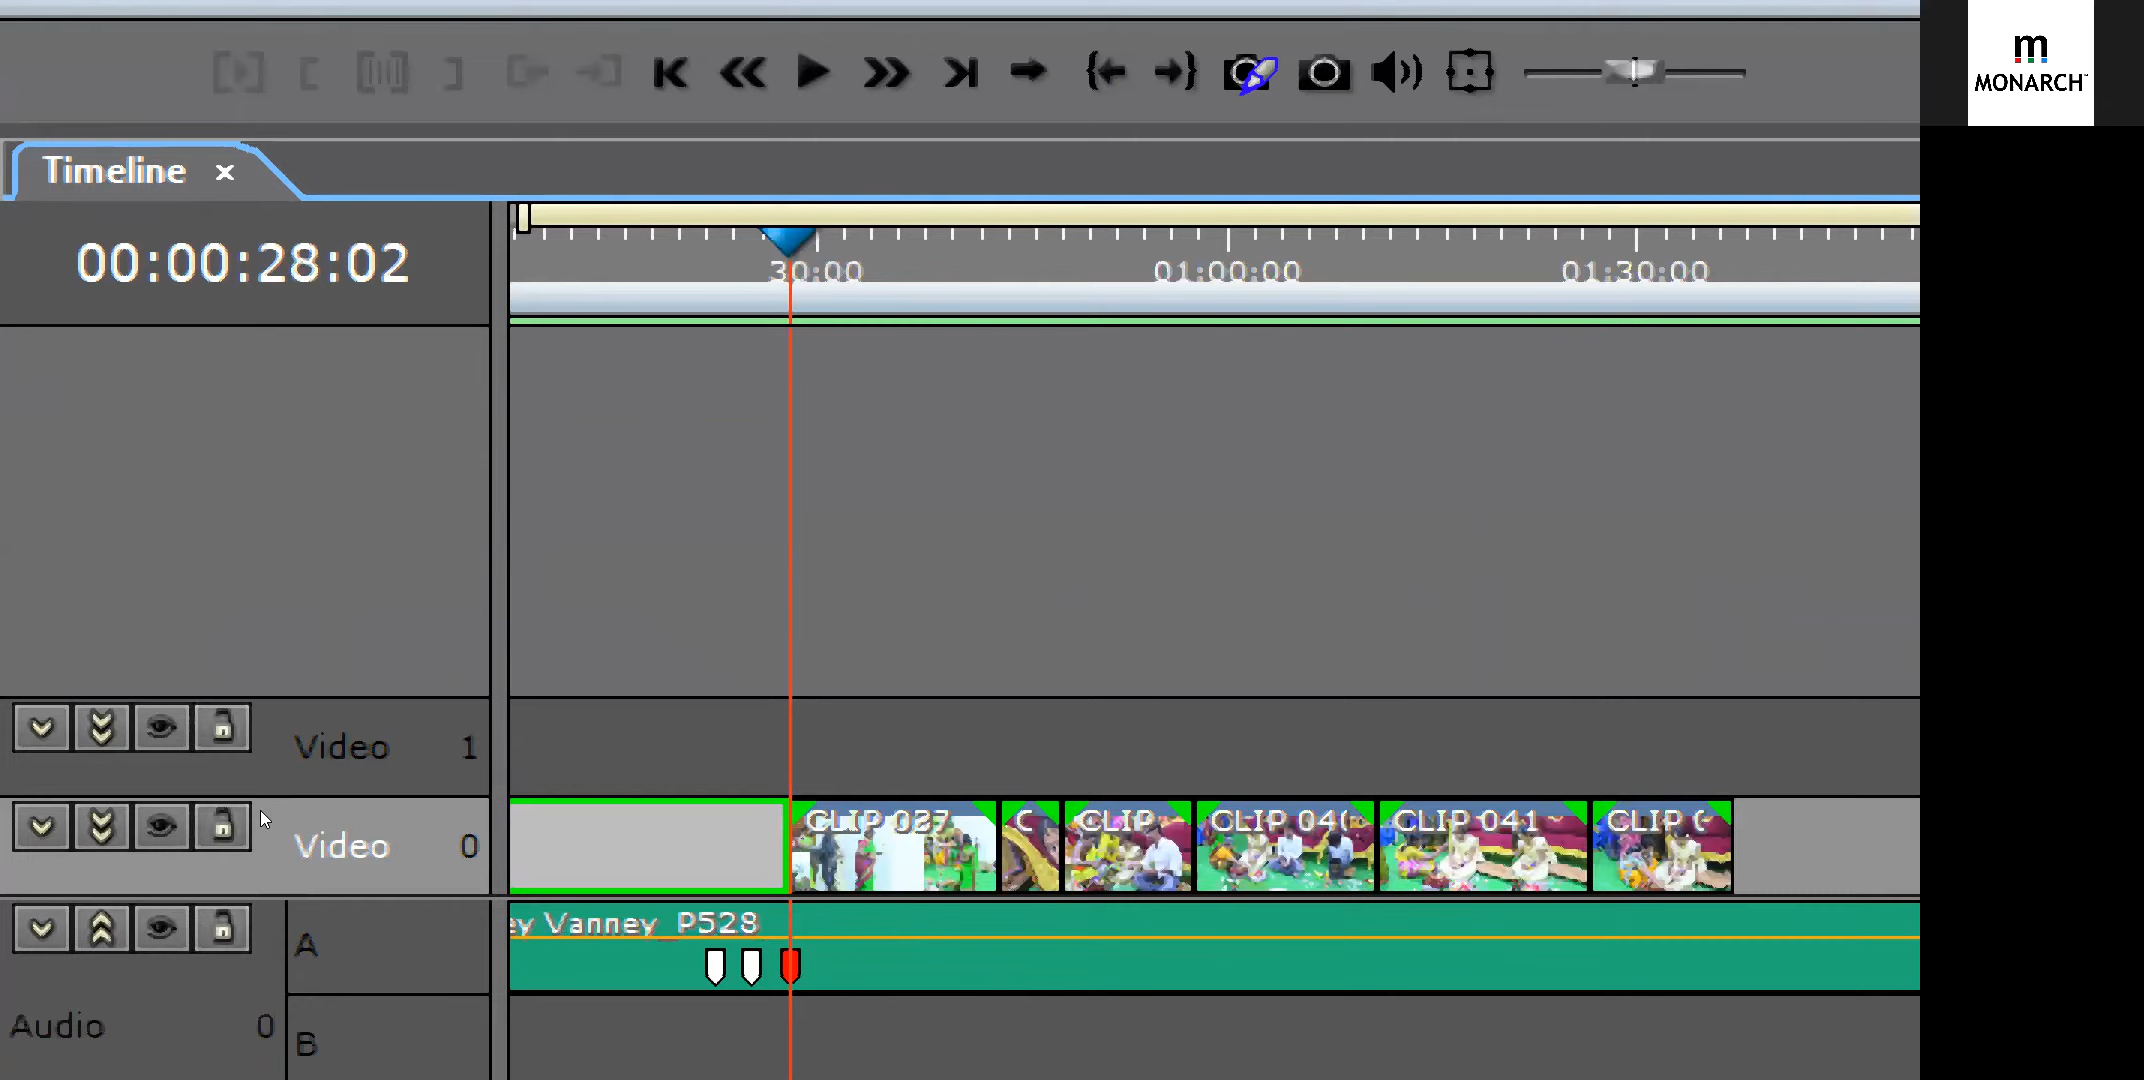 m
MONARCH
Timeline
00:00:28:02
30:00 01:00:00 01:30:00
Video 1
Video 0
CLIP 037 C CLIP CLIP 04 CLIP 041 CLIP
ey Vanney_P528
A
Audio 0
B